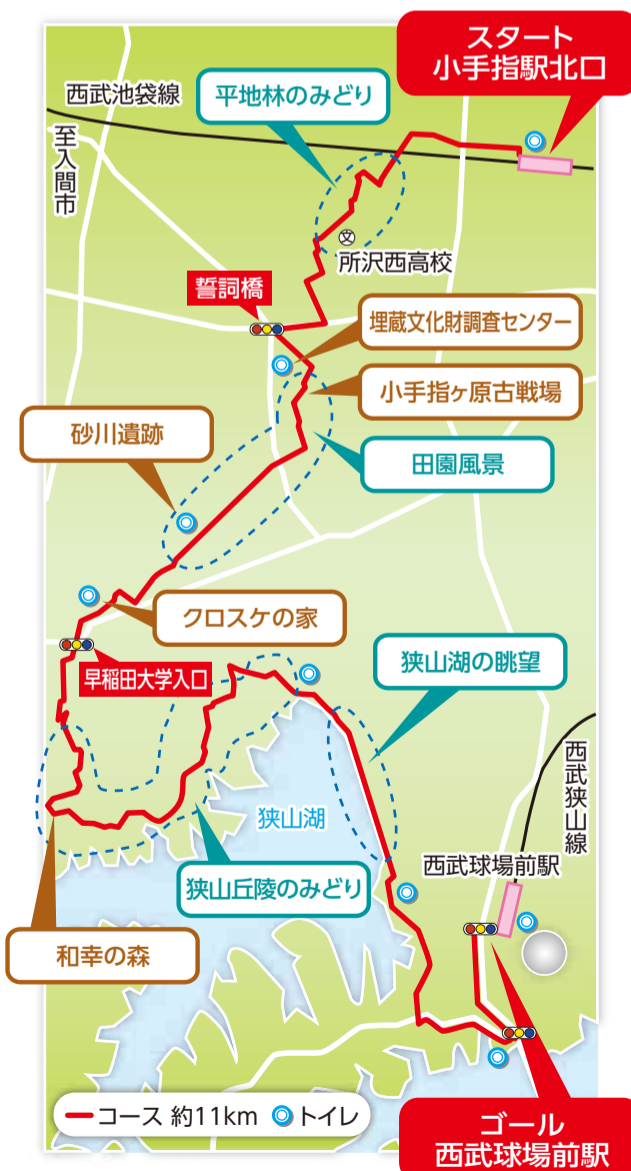 スタート
小手指駅北口
西武池袋線
平地林のみどり
至入間市
文
所沢西高校
誓詞橋
埋蔵文化財調査センター
小手指ヶ原古戦場
砂川遺跡
田園風景
クロスケの家
早稲田大学入口
狭山湖の眺望
西武狭山線
狭山湖
西武球場前駅
狭山丘陵のみどり
和幸の森
コース 約11km
トイレ
ゴール
西武球場前駅